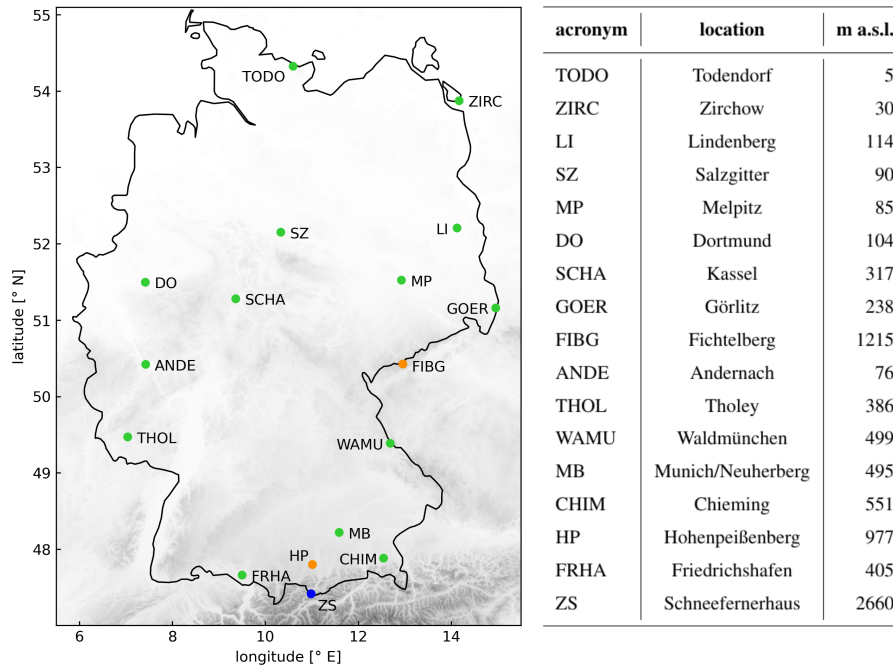 55
54
53
52
51
50
49
48
latitude [° N]
6 8 10 12 14
longitude [° E]
TODO
ZIRC
SZ
LI
DO
MP
SCHA
GOER
ANDE
FIBG
THOL
WAMU
MB
HP
CHIM
FRHA
ZS
acronym location m a.s.l.
TODO Todendorf 5
ZIRC Zirchow 30
LI Lindenberg 114
SZ Salzgitter 90
MP Melpitz 85
DO Dortmund 104
SCHA Kassel 317
GOER Görlitz 238
FIBG Fichtelberg 1215
ANDE Andernach 76
THOL Tholey 386
WAMU Waldmünchen 499
MB Munich/Neuherberg 495
CHIM Chieming 551
HP Hohenpeißenberg 977
FRHA Friedrichshafen 405
ZS Schneefernerhaus 2660